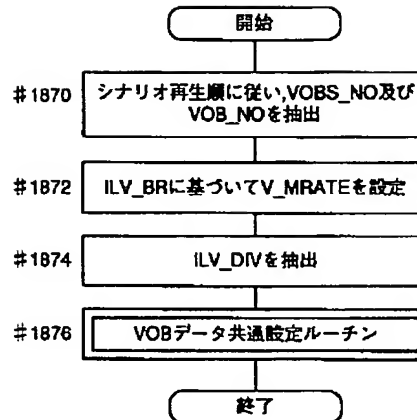 開始
#1870
シナリオ再生順に従い,VOBS_NO及び
VOB_NOを抽出
#1872
ILV_BRに基づいてV_MRATEを設定
#1874
ILV_DIVを抽出
#1876
VOBデータ共通設定ルーチン
終了